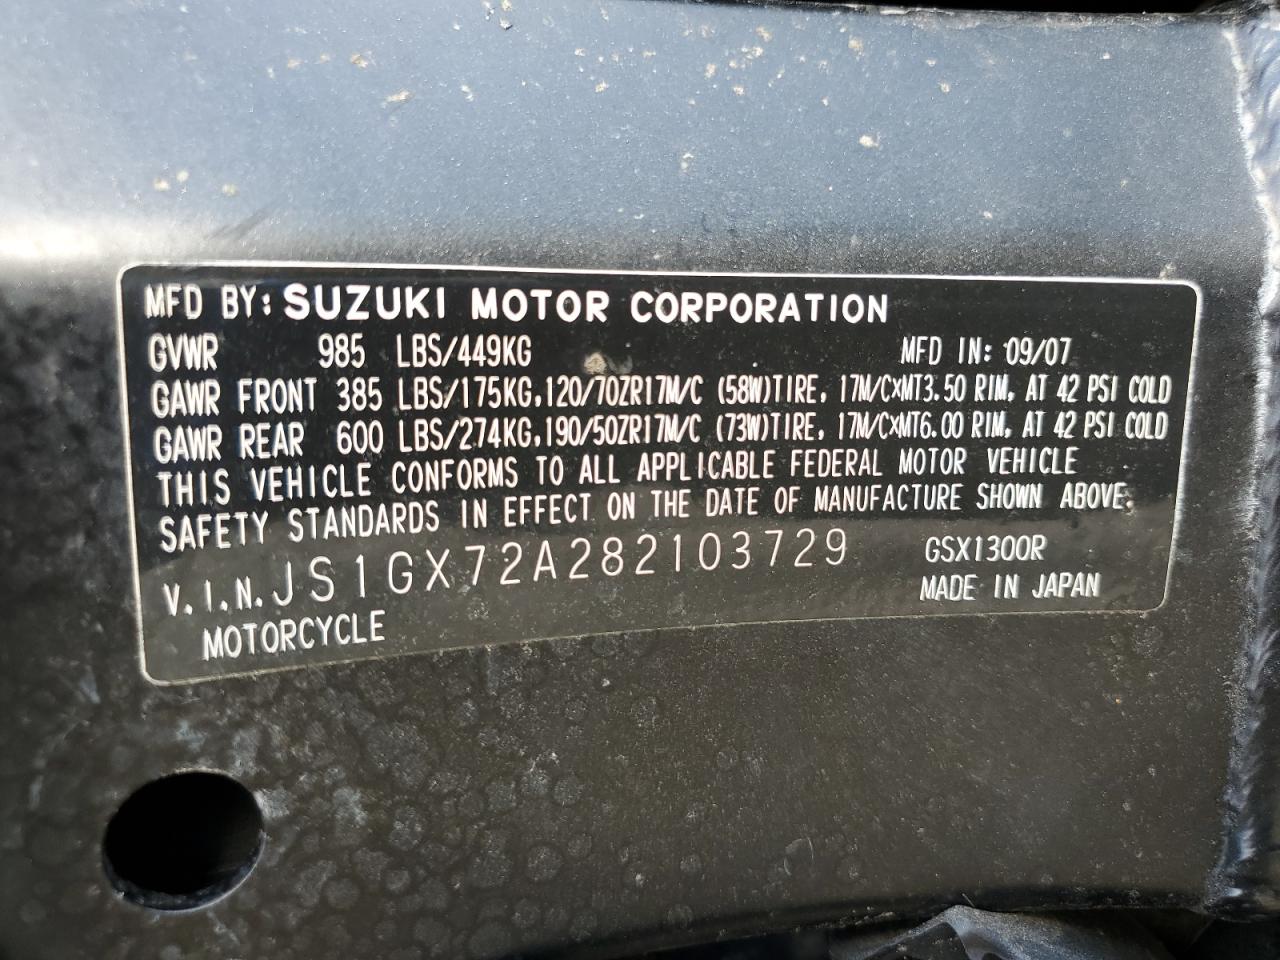 MFD BY: SUZUKI MOTOR CORPORATION
GVWR 985 LBS/449KG MFD IN: 09/07
GAWR FRONT 385 LBS/175KG,120/70ZR17M/C (58W)TIRE, 17M/C×MT3.50 RIM, AT 42 PSI COLD
GAWR REAR 600 LBS/274KG,190/50ZR17M/C (73W)TIRE, 17M/C×MT6.00 RIM, AT 42 PSI COLD
THIS VEHICLE CONFORMS TO ALL APPLICABLE FEDERAL MOTOR VEHICLE
SAFETY STANDARDS IN EFFECT ON THE DATE OF MANUFACTURE SHOWN ABOVE.
V.I.N. JS1GX72A282103729 GSX1300R
MOTORCYCLE MADE IN JAPAN